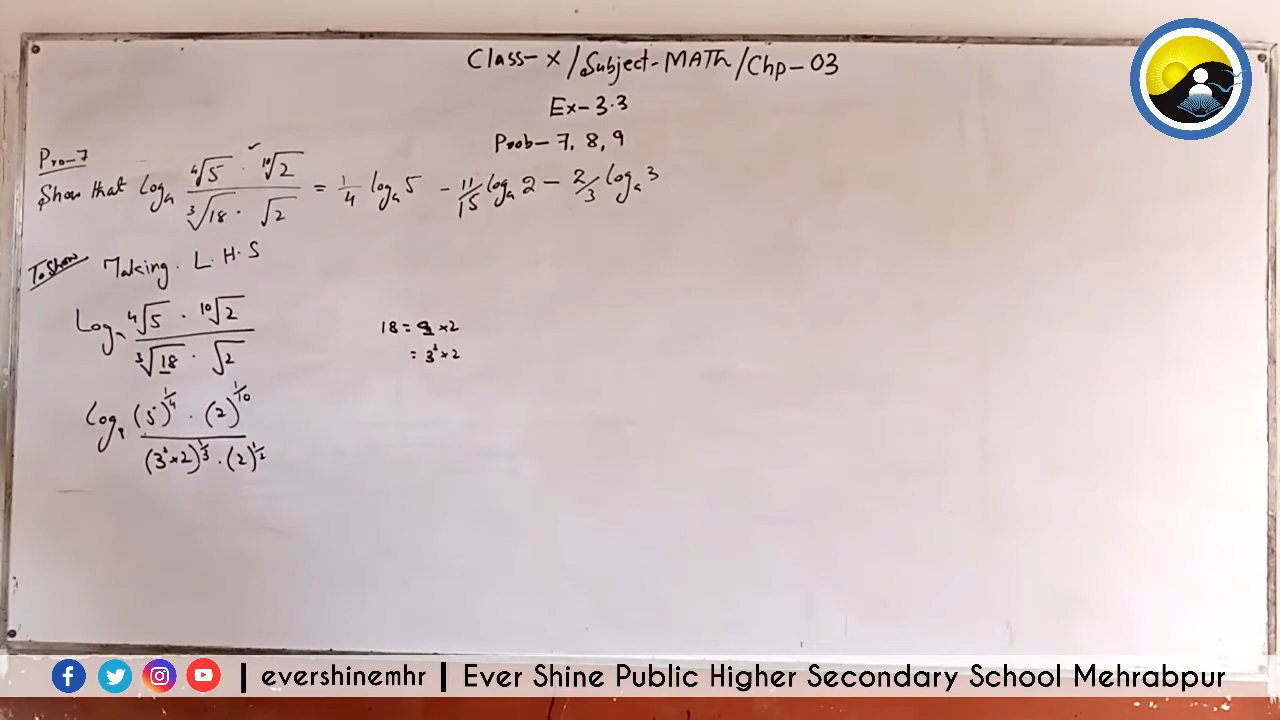 Class-X/Subject-MATH/Chp-03
Ex-3.3
Prob-7, 8, 9
Pro-7
Show that logₐ (⁴√5 · ¹⁰√2)/(³√18 · √2) = 1/4 logₐ 5 - 11/15 logₐ 2 - 2/3 logₐ 3
To Show
Making. L.H.S
Logₐ (⁴√5 · ¹⁰√2)/(³√18 · √2)
18 = 9 ×2
= 3²×2
logₐ ((5)^1/4 · (2)^1/10)/((3²×2)^1/3 · (2)^1/2)
| evershinemhr | Ever Shine Public Higher Secondary School Mehrabpur